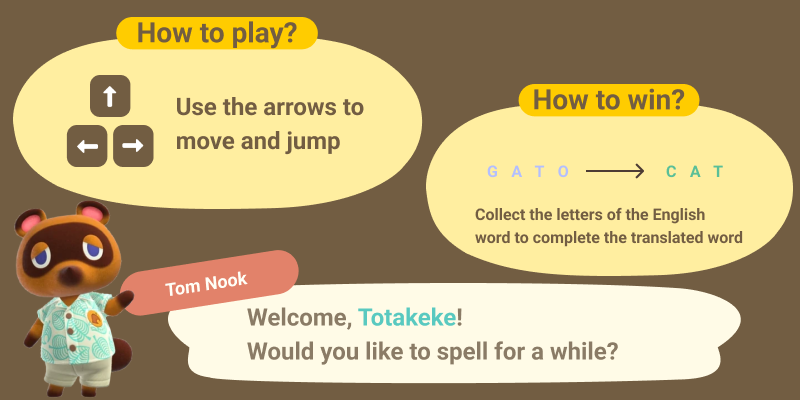 How to play?
Use the arrows to
move and jump
How to win?
G A T O → C A T
Collect the letters of the English
word to complete the translated word
Tom Nook
Welcome, Totakeke!
Would you like to spell for a while?